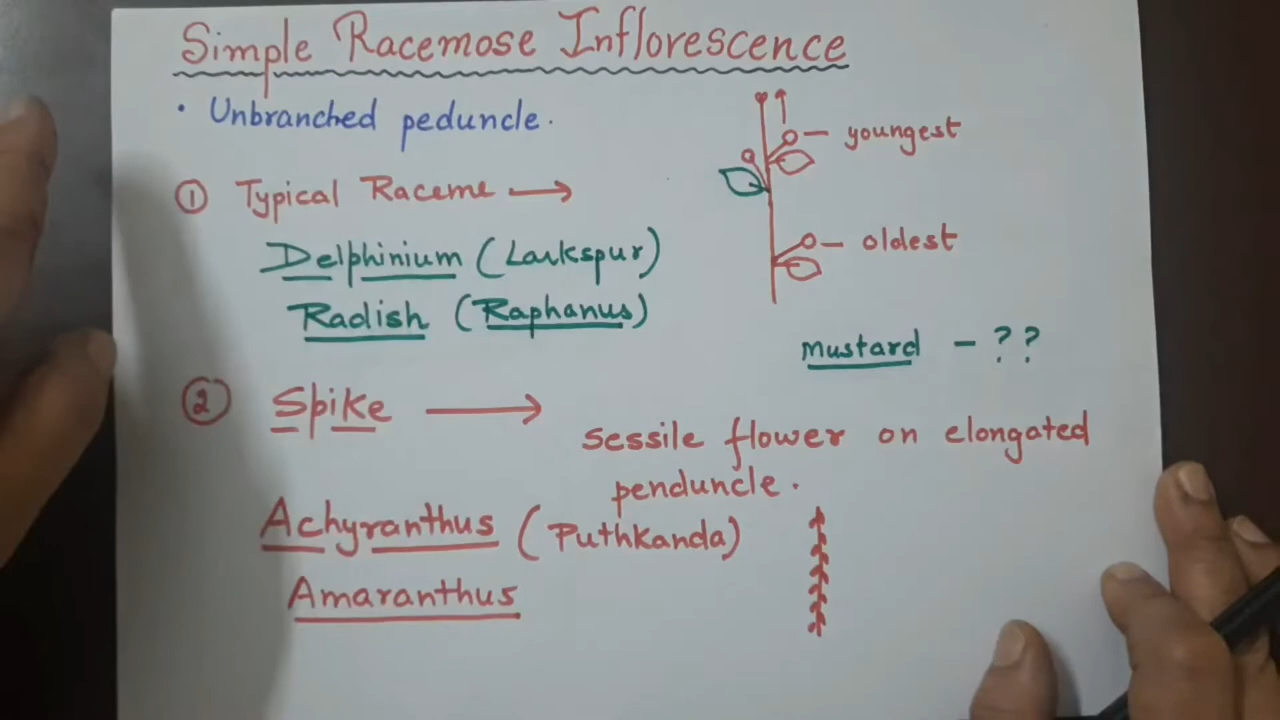 Simple Racemose Inflorescence
• Unbranched peduncle.
① Typical Raceme →
Delphinium (Larkspur)
Radish (Raphanus)
youngest
oldest
Mustard - ??
② Spike →
Sessile flower on elongated
penduncle.
Achyranthus (Puthkanda)
Amaranthus